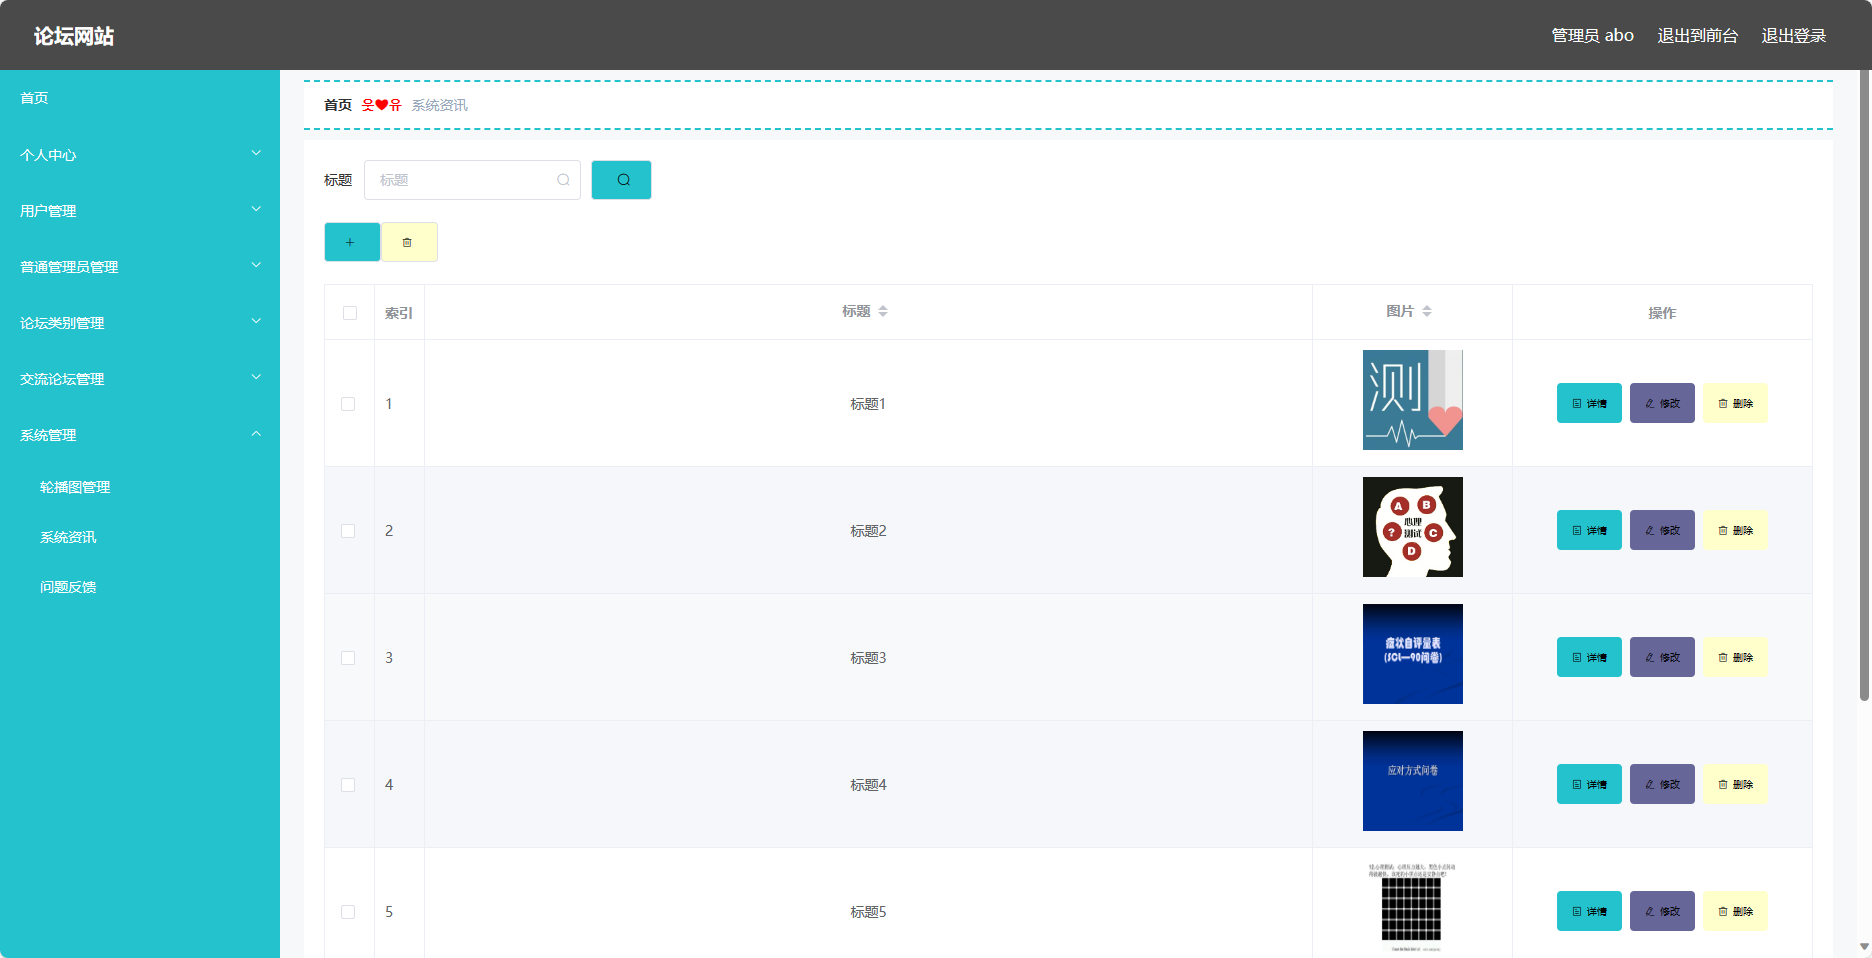 论坛网站
管理员 abo 退出到前台 退出登录
首页
个人中心
用户管理
普通管理员管理
论坛类别管理
交流论坛管理
系统管理
轮播图管理
系统资讯
问题反馈
首页 웃❤유 系统资讯
标题 标题
索引 标题 图片 操作
1 标题1 测 详情 修改 删除
2 标题2
A B
心理
? 测试 C
D
详情 修改 删除
3 标题3
症状自评量表
(SCL—90问卷)
详情 修改 删除
4 标题4 应对方式问卷 详情 修改 删除
5 标题5 详情 修改 删除